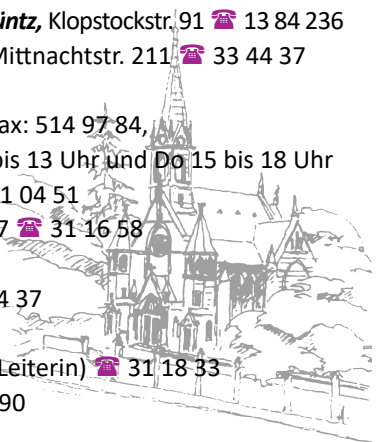 üntz, Klopstockstr. 91 ☎ 13 84 236
Mittnachtstr. 211 ☎ 33 44 37
ax: 514 97 84,
bis 13 Uhr und Do 15 bis 18 Uhr
1 04 51
7 ☎ 31 16 58
4 37
Leiterin) ☎ 31 18 33
90